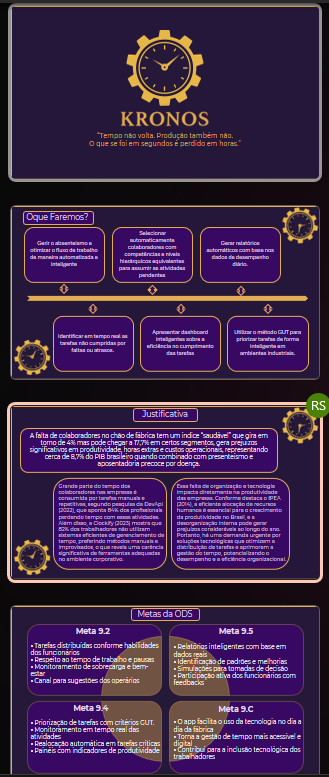 KRONOS
"Tempo não volta. Produção também não.
O que se foi em segundos é perdido em horas."
Oque Faremos?
Gerir o absenteísmo e
otimizar o fluxo de trabalho
da maneira automatizada e
inteligente
Selecionar
automaticamente
colaboradores com
competências e níveis
hierárquicos equivalentes
para assumir as atividades
pendentes
Gerar relatórios
automáticos com base nos
dados de desempenho
diário.
Identificar em tempo real as
tarefas não cumpridas por
faltas ou atrasos.
Apresentar dashboard
inteligentes sobre a
eficiência no cumprimento
das tarefas
Utilizar o método GUT para
priorizar tarefas de forma
inteligente em
ambientes industriais.
RS
Justificativa
A falta de colaboradores no chão de fábrica tem um índice "saudável" que gira em
torno de 4% mas pode chegar a 17,7% em certos segmentos, gera prejuízos
significativos em produtividade, horas extras e custos operacionais, representando
cerca de 8,7% do PIB brasileiro quando combinado com presenteísmo e
aposentadoria precoce por doença.
Grande parte do tempo dos
colaboradores nas empresa é
consumida por tarefas manuais e
repetitivas, segundo pesquisa da DevApi
(2022), que aponta 84% dos profissionais
perdendo tempo com essas atividades.
Além disso, a Clockify (2023) mostra que
82% dos trabalhadores não utilizam
sistemas eficientes de gerenciamento de
tempo, preferindo métodos manuais e
improvisados, o que revela uma carência
significativa de ferramentas adequadas
no ambiente corporativo.
Essa falta de organização e tecnologia
impacta diretamente na produtividade
das empresas. Conforme destaca o IPEA
(2014), a eficiente alocação de recursos
humanos é essencial para o crescimento
da produtividade no Brasil, e a
desorganização interna pode gerar
prejuízos consideráveis ao longo do ano.
Portanto, há uma demanda urgente por
soluções tecnológicas que otimizem a
distribuição de tarefas e aprimorem a
gestão do tempo, potencializando o
desempenho e a eficiência organizacional.
Metas da ODS
Meta 9.2
• Tarefas distribuídas conforme habilidades
dos funcionários
• Respeito ao tempo de trabalho e pausas
• Monitoramento de sobrecarga e bem-
estar
• Canal para sugestões dos operários
Meta 9.5
• Relatórios inteligentes com base em
dados reais
• Identificação de padrões e melhorias
• Simulações para tomadas de decisão
• Participação ativa dos funcionários com
feedbacks
Meta 9.4
• Priorização de tarefas com critérios GUT.
• Monitoramento em tempo real das
atividades
• Realocação automática em tarefas críticas
• Painéis com indicadores de produtividade
Meta 9.C
• O app facilita o uso da tecnologia no dia a
dia da fábrica
• Torna a gestão de tempo mais acessível e
digital
• Contribui para a inclusão tecnológica dos
trabalhadores